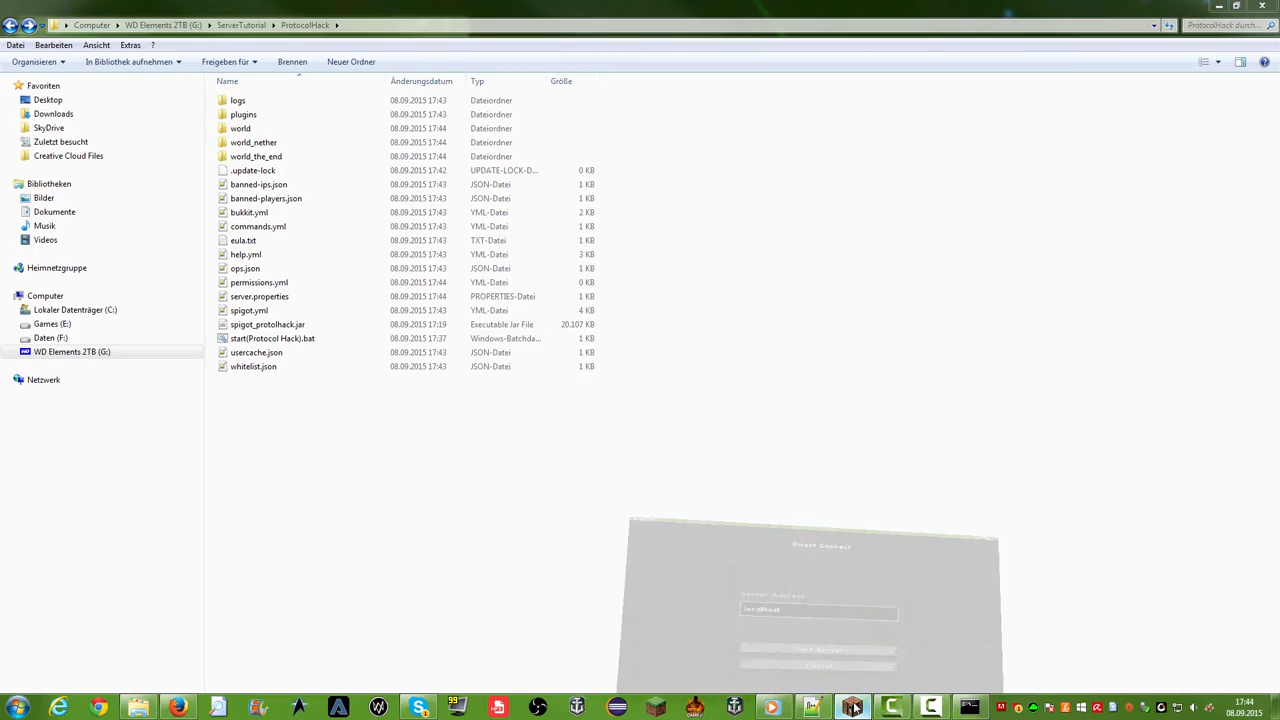 Computer WD Elements 2TB (G:) ServerTutorial ProtocolHack
ProtocolHack durch...
Datei Bearbeiten Ansicht Extras ?
Organisieren In Bibliothek aufnehmen Freigeben für Brennen Neuer Ordner
Name Änderungsdatum Typ Größe
Favoriten
Desktop
Downloads
SkyDrive
Zuletzt besucht
Creative Cloud Files
Bibliotheken
Bilder
Dokumente
Musik
Videos
Heimnetzgruppe
Computer
Lokaler Datenträger (C:)
Games (E:)
Daten (F:)
WD Elements 2TB (G:)
Netzwerk
logs 08.09.2015 17:43 Dateiordner
plugins 08.09.2015 17:43 Dateiordner
world 08.09.2015 17:44 Dateiordner
world_nether 08.09.2015 17:44 Dateiordner
world_the_end 08.09.2015 17:44 Dateiordner
.update-lock 08.09.2015 17:42 UPDATE-LOCK-D... 0 KB
banned-ips.json 08.09.2015 17:43 JSON-Datei 1 KB
banned-players.json 08.09.2015 17:43 JSON-Datei 1 KB
bukkit.yml 08.09.2015 17:43 YML-Datei 2 KB
commands.yml 08.09.2015 17:43 YML-Datei 1 KB
eula.txt 08.09.2015 17:43 TXT-Datei 1 KB
help.yml 08.09.2015 17:43 YML-Datei 3 KB
ops.json 08.09.2015 17:43 JSON-Datei 1 KB
permissions.yml 08.09.2015 17:44 YML-Datei 0 KB
server.properties 08.09.2015 17:44 PROPERTIES-Datei 1 KB
spigot.yml 08.09.2015 17:43 YML-Datei 4 KB
spigot_protolhack.jar 08.09.2015 17:19 Executable Jar File 20.107 KB
start(Protocol Hack).bat 08.09.2015 17:37 Windows-Batchda... 1 KB
usercache.json 08.09.2015 17:43 JSON-Datei 1 KB
whitelist.json 08.09.2015 17:43 JSON-Datei 1 KB
Direct Connect
Server Address
localhost
Join Server
Cancel
99
CARS
17:44
08.09.2015